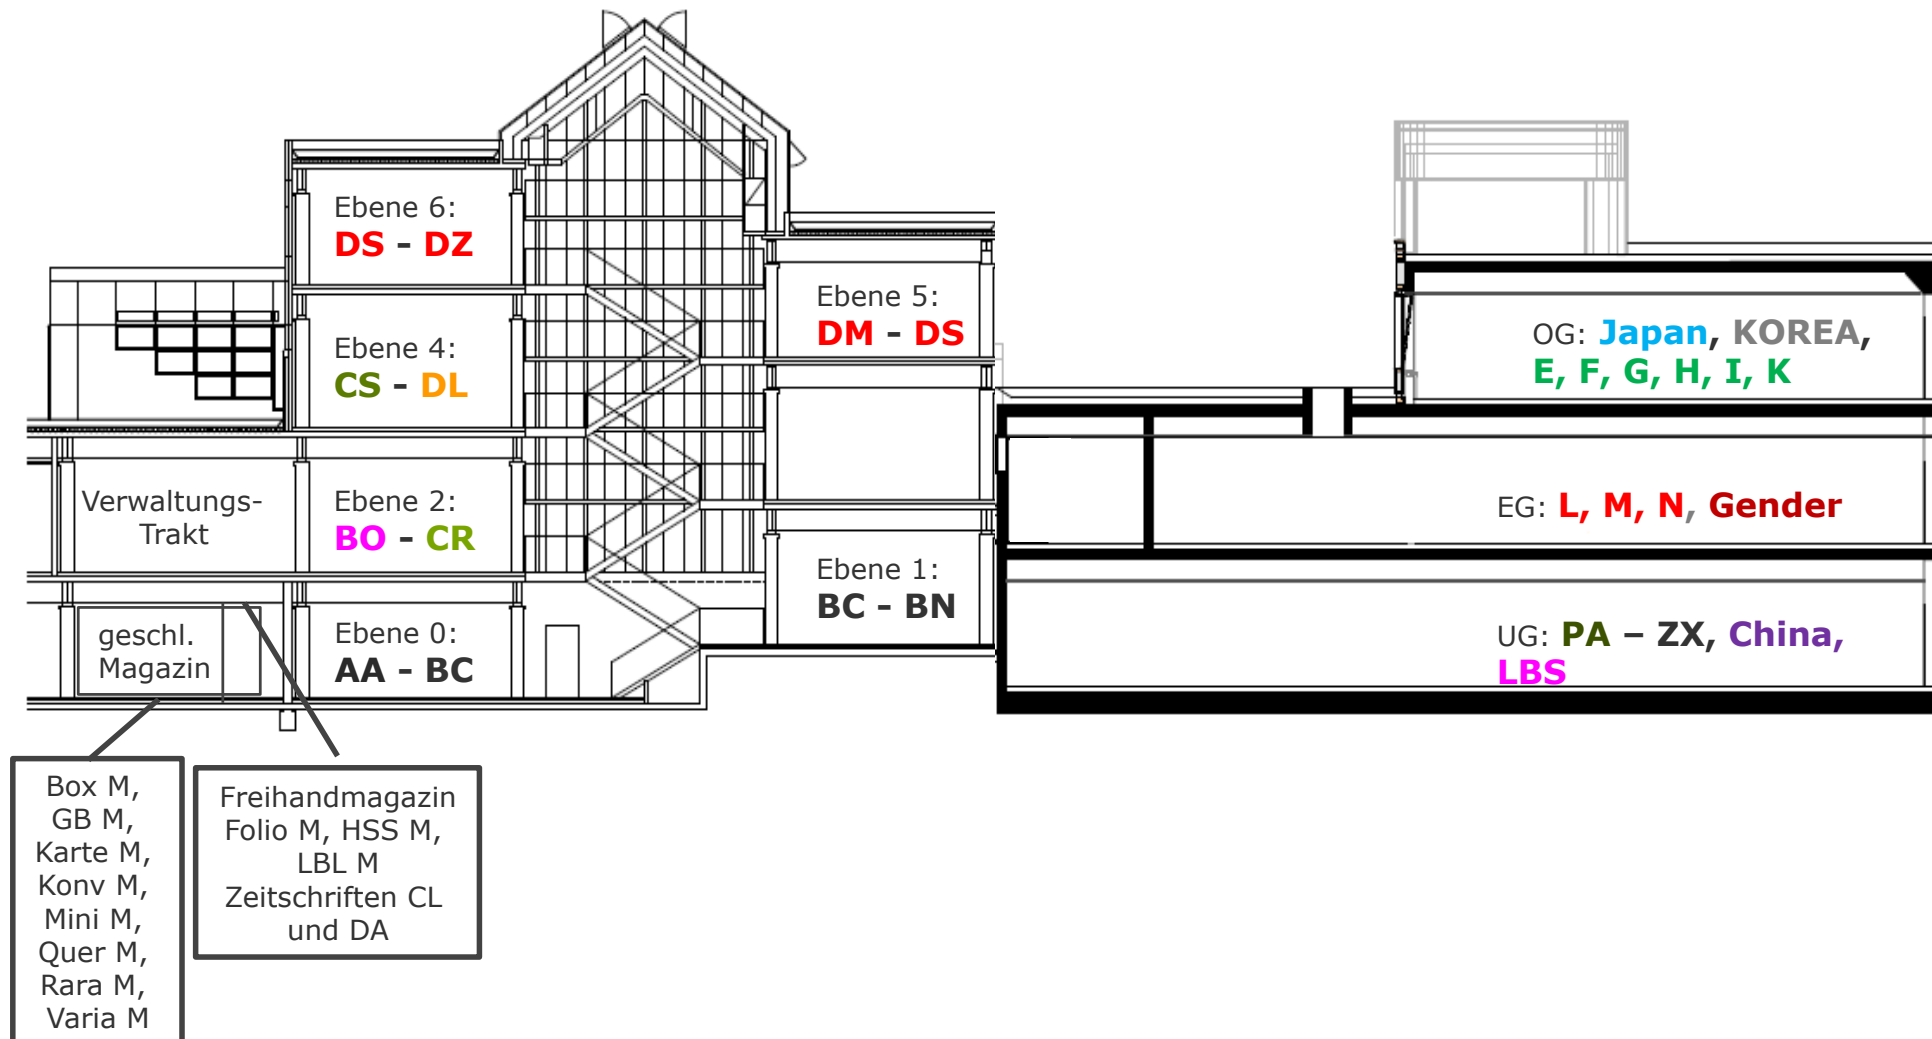 Ebene 6:
DS – DZ
Ebene 5:
DM – DS
Ebene 4:
CS – DL
OG: Japan, KOREA,
E, F, G, H, I, K
Verwaltungs-
Trakt
Ebene 2:
BO – CR
EG: L, M, N, Gender
Ebene 1:
BC – BN
geschl.
Magazin
Ebene 0:
AA – BC
UG: PA – ZX, China,
LBS
Box M,
GB M,
Karte M,
Konv M,
Mini M,
Quer M,
Rara M,
Varia M
Freihandmagazin
Folio M, HSS M,
LBL M
Zeitschriften CL
und DA